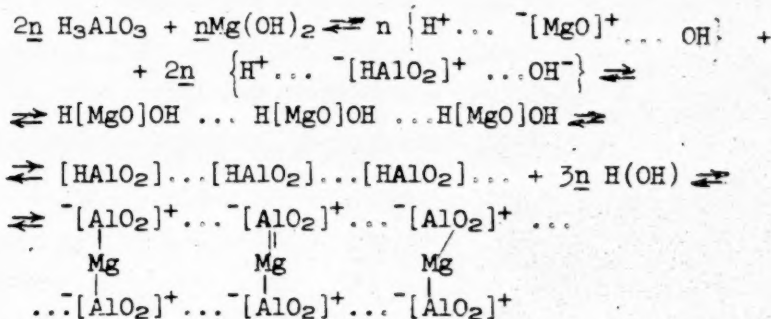 2n H3AlO3 + nMg(OH)2 ⇄ n {H+... -[MgO]+ ... OH} +
+ 2n {H+... -[HAlO2]+ ...OH-} ⇄
⇄ H[MgO]OH ... H[MgO]OH ... H[MgO]OH ⇄
⇄ [HAlO2]...[HAlO2]...[HAlO2]... + 3n H(OH) ⇄
⇄ -[AlO2]+...-[AlO2]+...-[AlO2]+ ...
Mg Mg Mg
...-[AlO2]+...-[AlO2]+...-[AlO2]+